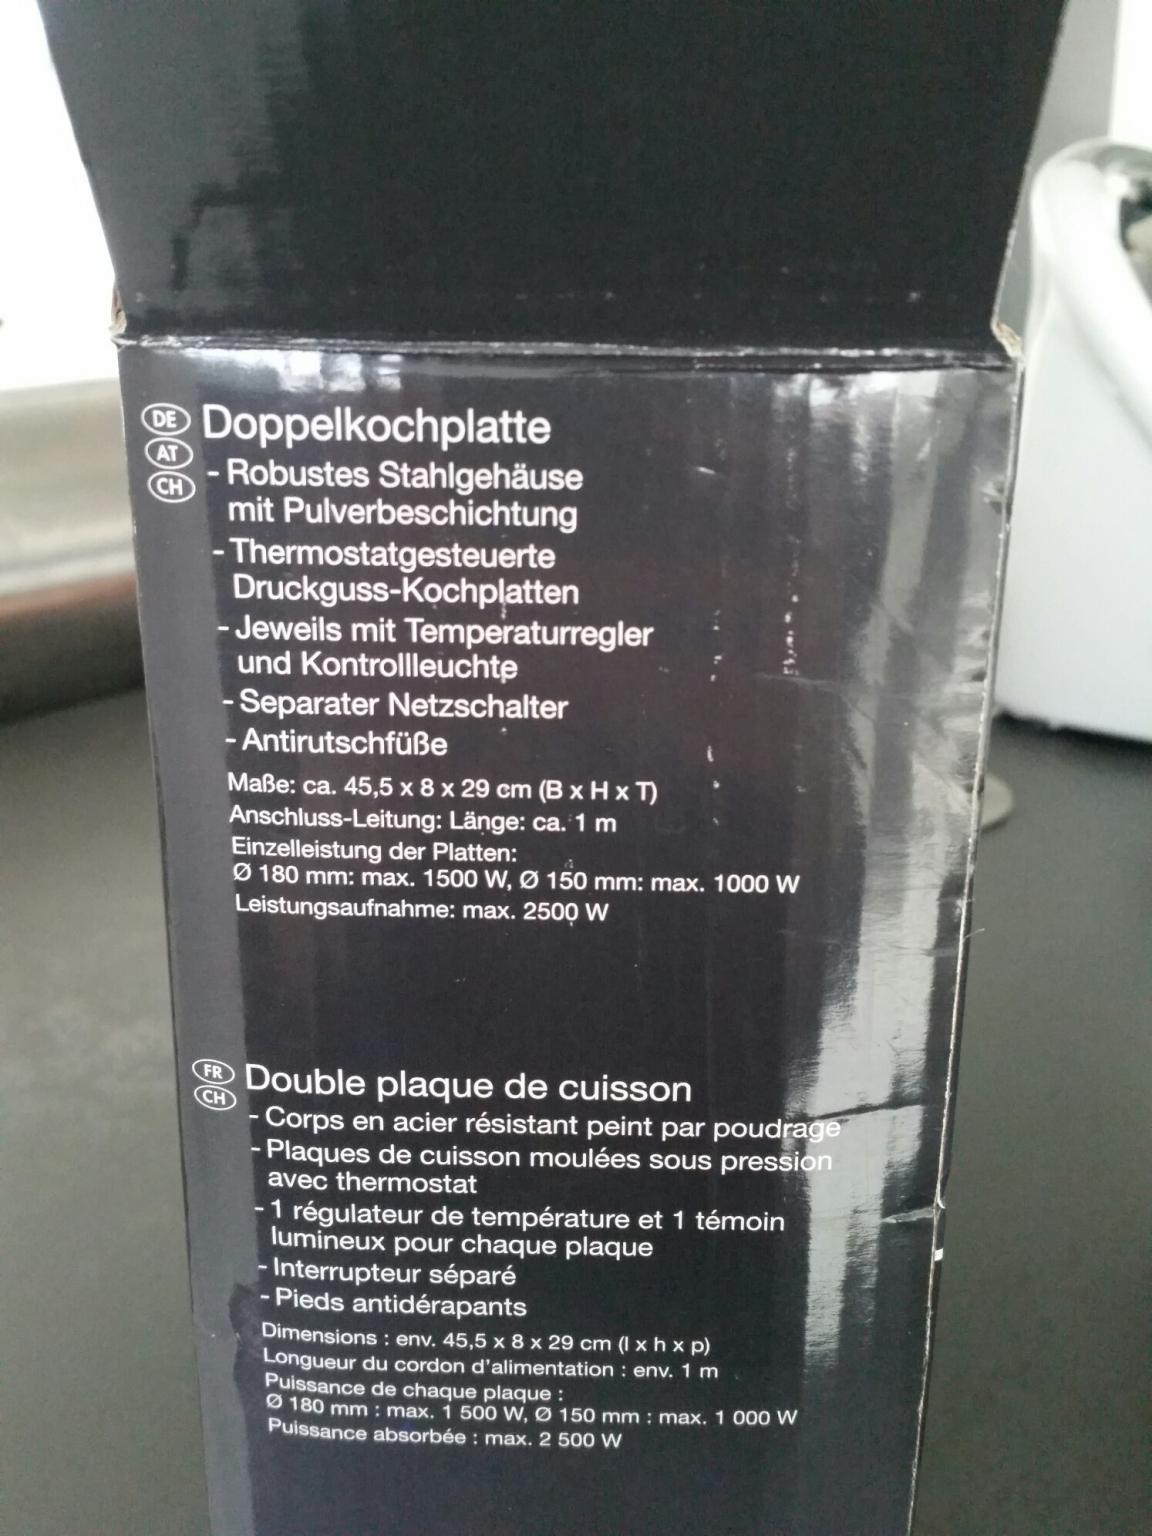 DE
AT
CH
Doppelkochplatte
- Robustes Stahlgehäuse
mit Pulverbeschichtung
- Thermostatgesteuerte
Druckguss-Kochplatten
- Jeweils mit Temperaturregler
und Kontrollleuchte
- Separater Netzschalter
- Antirutschfüße
Maße: ca. 45,5 x 8 x 29 cm (B x H x T)
Anschluss-Leitung: Länge: ca. 1 m
Einzelleistung der Platten:
Ø 180 mm: max. 1500 W, Ø 150 mm: max. 1000 W
Leistungsaufnahme: max. 2500 W
FR
CH
Double plaque de cuisson
- Corps en acier résistant peint par poudrage
- Plaques de cuisson moulées sous pression
avec thermostat
- 1 régulateur de température et 1 témoin
lumineux pour chaque plaque
- Interrupteur séparé
- Pieds antidérapants
Dimensions : env. 45,5 x 8 x 29 cm (l x h x p)
Longueur du cordon d'alimentation : env. 1 m
Puissance de chaque plaque :
Ø 180 mm : max. 1 500 W, Ø 150 mm : max. 1 000 W
Puissance absorbée : max. 2 500 W